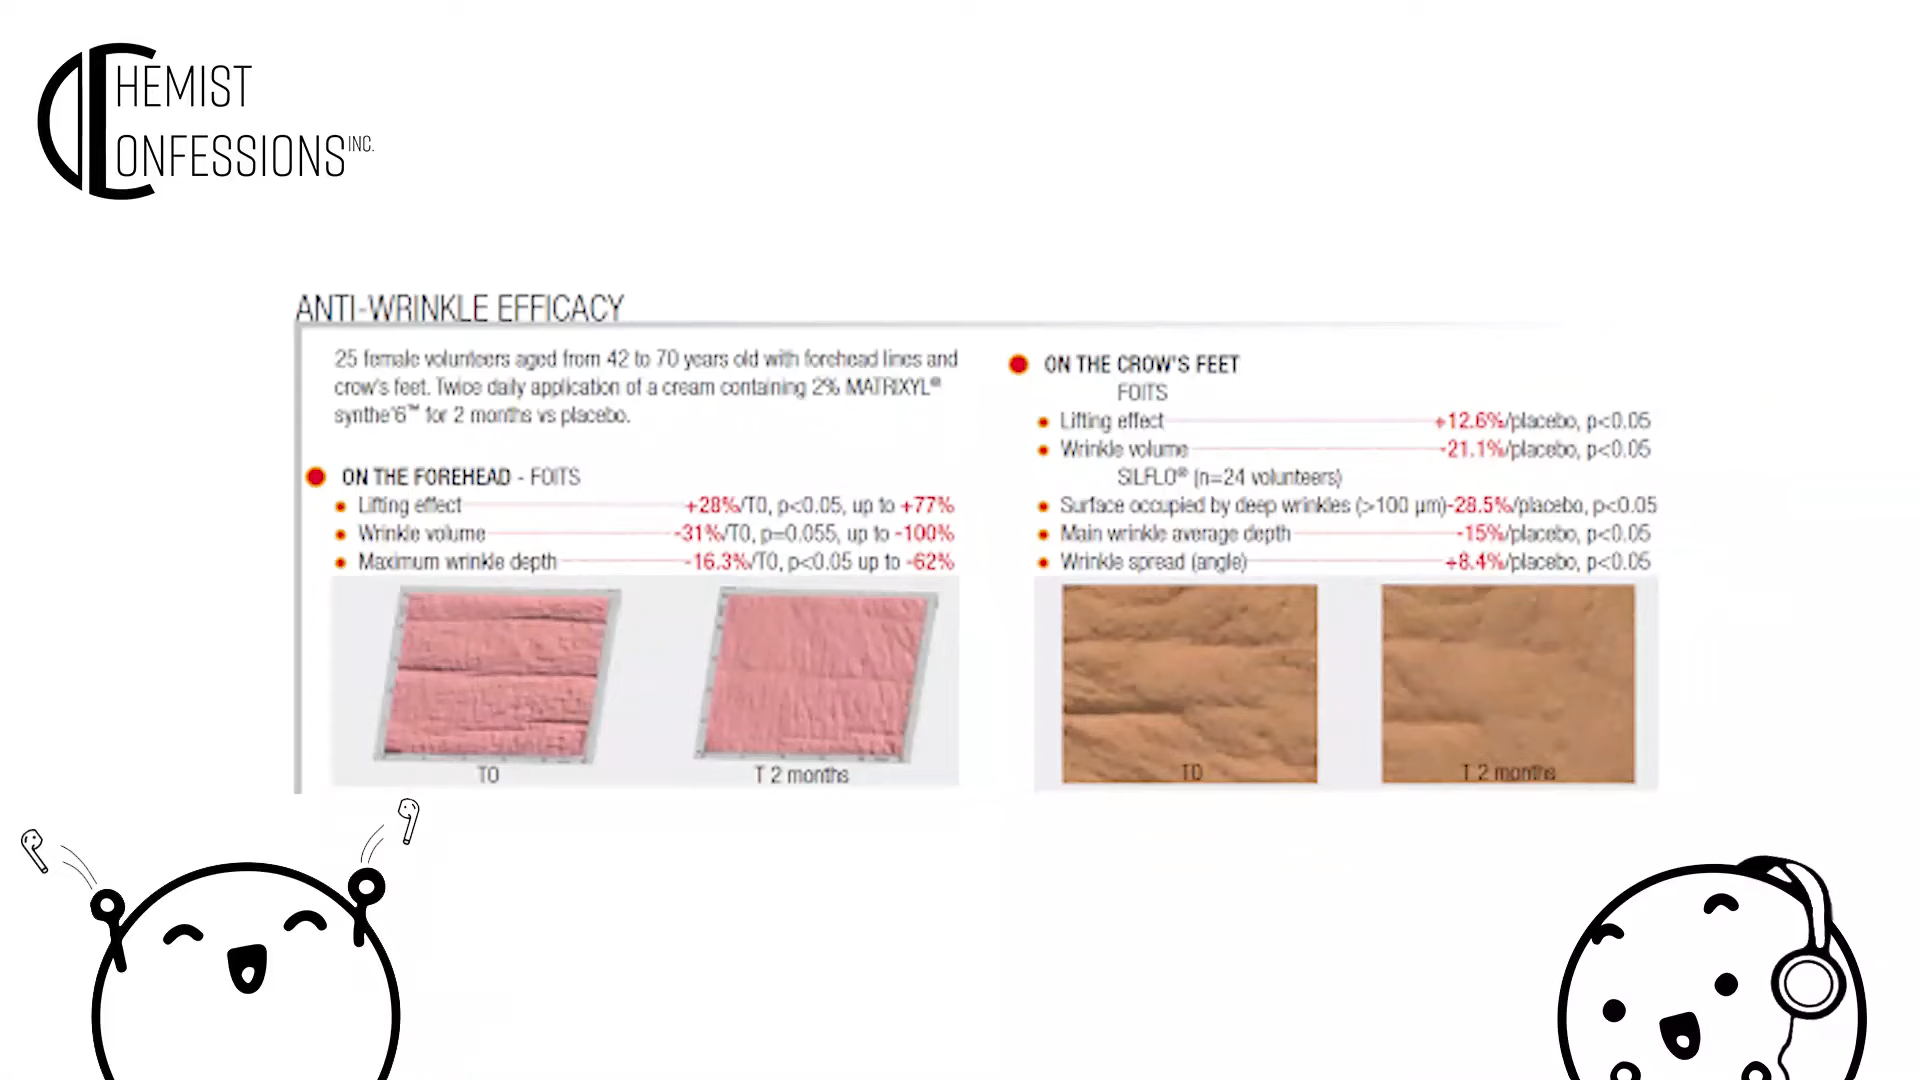 CHEMIST
CONFESSIONS INC.
ANTI-WRINKLE EFFICACY
25 female volunteers aged from 42 to 70 years old with forehead lines and
crow's feet. Twice daily application of a cream containing 2% MATRIXYL®
synthe'6™ for 2 months vs placebo.
ON THE FOREHEAD - FOITS
Lifting effect +28%/T0, p<0.05, up to +77%
Wrinkle volume -31%/T0, p=0.055, up to -100%
Maximum wrinkle depth -16.3%/T0, p<0.05 up to -62%
T0
T 2 months
ON THE CROW'S FEET
FOITS
Lifting effect +12.6%/placebo, p<0.05
Wrinkle volume -21.1%/placebo, p<0.05
SILFLO® (n=24 volunteers)
Surface occupied by deep wrinkles (>100 µm)-28.5%/placebo, p<0.05
Main wrinkle average depth -15%/placebo, p<0.05
Wrinkle spread (angle) +8.4%/placebo, p<0.05
T0
T 2 months